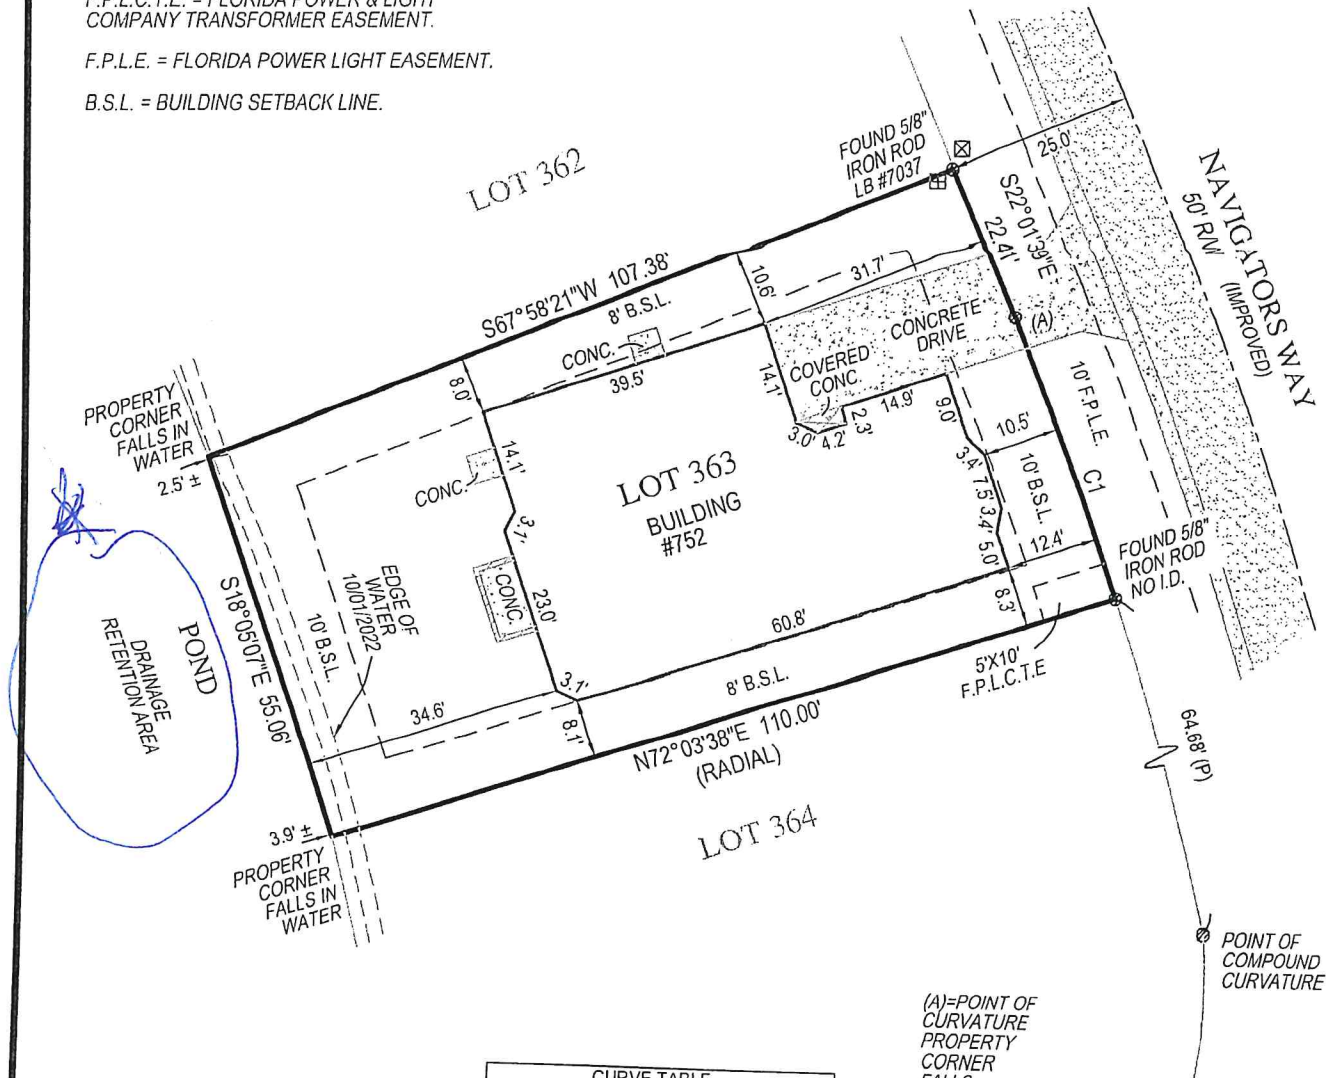 F.P.L.C.T.E. = FLORIDA POWER & LIGHT
COMPANY TRANSFORMER EASEMENT.
F.P.L.E. = FLORIDA POWER LIGHT EASEMENT.
B.S.L. = BUILDING SETBACK LINE.
LOT 362
FOUND 5/8"
IRON ROD
LB #7037
25.0'
NAVIGATORS WAY
50' R/W (IMPROVED)
S22°01'39"E
22.41'
S67°58'21"W 107.38'
8' B.S.L.
10.6'
31.7'
CONC.
39.5'
CONCRETE
DRIVE
(A)
COVERED
CONC.
14.1'
3.0'
4.2'
2.3'
14.9'
9.0'
10.5'
10' F.P.L.E.
C1
PROPERTY
CORNER
FALLS IN
WATER
2.5' ±
8.0'
14.1'
CONC.
3.7'
LOT 363
BUILDING
#752
3.4'
7.5'
3.4'
5.0'
10' B.S.L.
12.4'
FOUND 5/8"
IRON ROD
NO I.D.
8.3'
5'X10'
F.P.L.C.T.E
POND
DRAINAGE
RETENTION AREA
S18°05'07"E 55.06'
10' B.S.L.
EDGE OF
WATER
10/01/2022
CONC.
23.0'
60.8'
3.1'
34.6'
8.1'
8' B.S.L.
N72°03'38"E 110.00'
(RADIAL)
3.9' ±
PROPERTY
CORNER
FALLS IN
WATER
LOT 364
64.68' (P)
POINT OF
COMPOUND
CURVATURE
(A)=POINT OF
CURVATURE
PROPERTY
CORNER
FALLS
CURVE TABLE